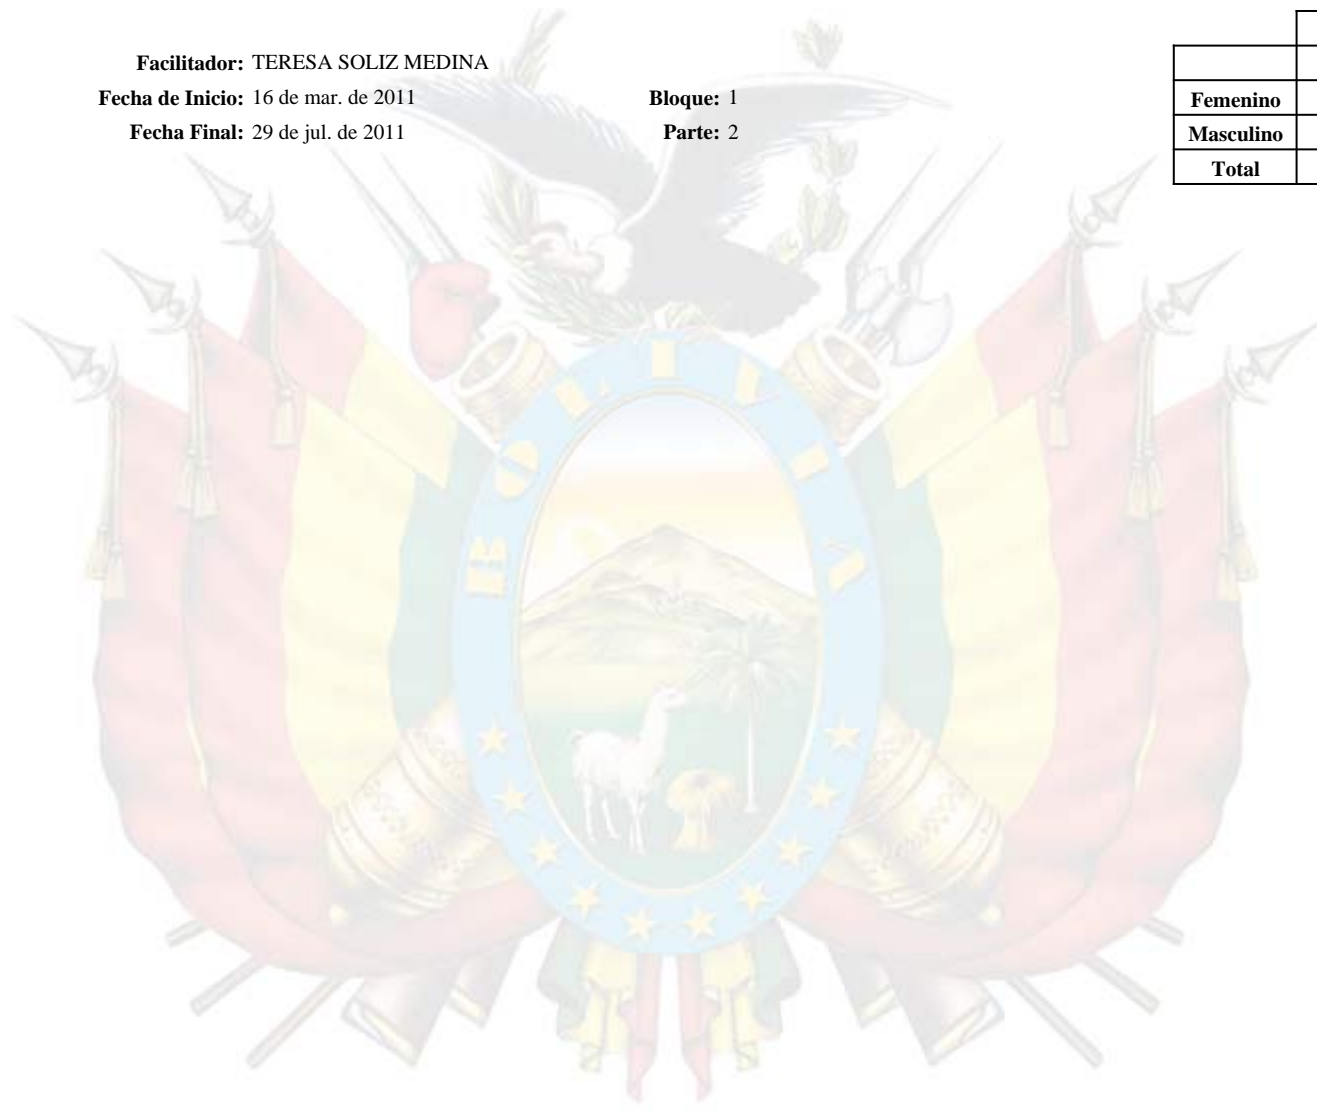 Facilitador: TERESA SOLIZ MEDINA
Fecha de Inicio: 16 de mar. de 2011 Bloque: 1
Fecha Final: 29 de jul. de 2011 Parte: 2
Femenino
Masculino
Total
BOLIVIA